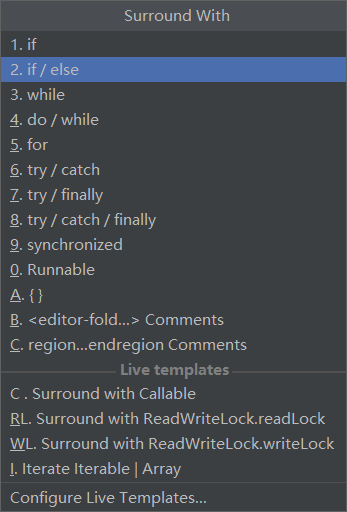 Surround With
1. if
2. if / else
3. while
4. do / while
5. for
6. try / catch
7. try / finally
8. try / catch / finally
9. synchronized
0. Runnable
A. { }
B. <editor-fold...> Comments
C. region...endregion Comments
Live templates
C . Surround with Callable
RL. Surround with ReadWriteLock.readLock
WL. Surround with ReadWriteLock.writeLock
I. Iterate Iterable | Array
Configure Live Templates...